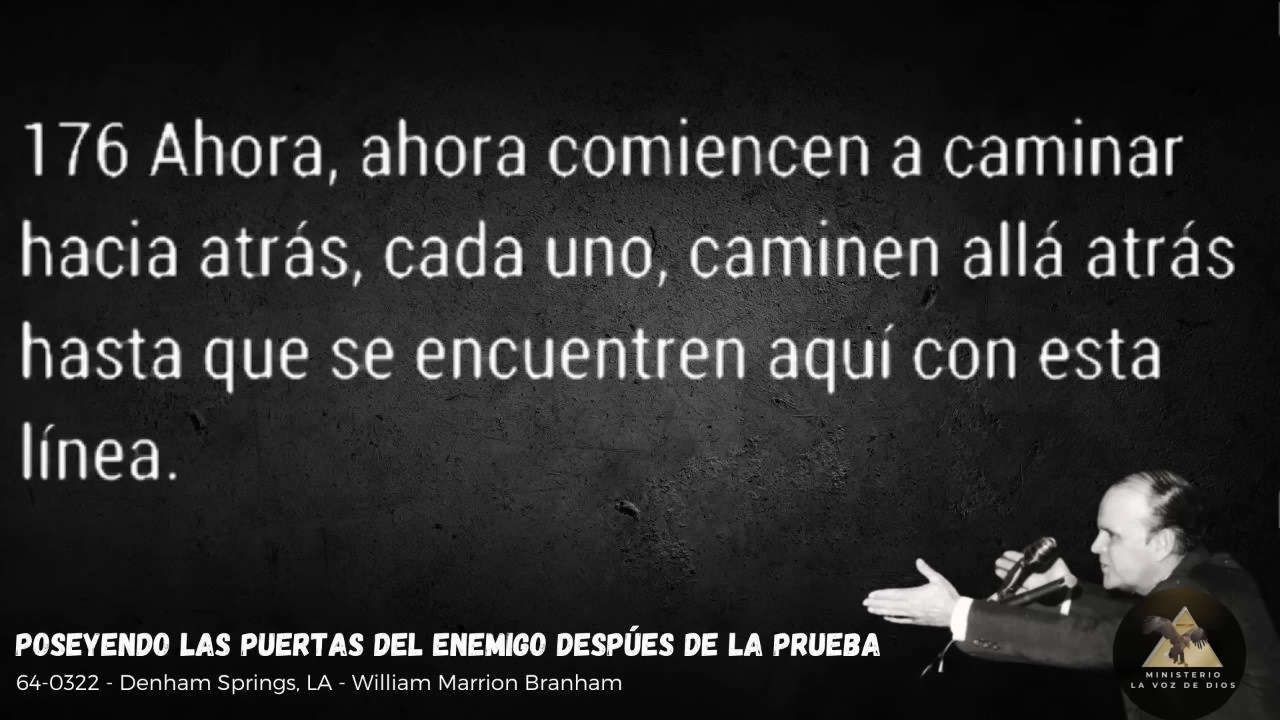 176 Ahora, ahora comiencen a caminar
hacia atrás, cada uno, caminen allá atrás
hasta que se encuentren aquí con esta
línea.
POSEYENDO LAS PUERTAS DEL ENEMIGO DESPÚES DE LA PRUEBA
64-0322 - Denham Springs, LA - William Marrion Branham
MINISTERIO
LA VOZ DE DIOS